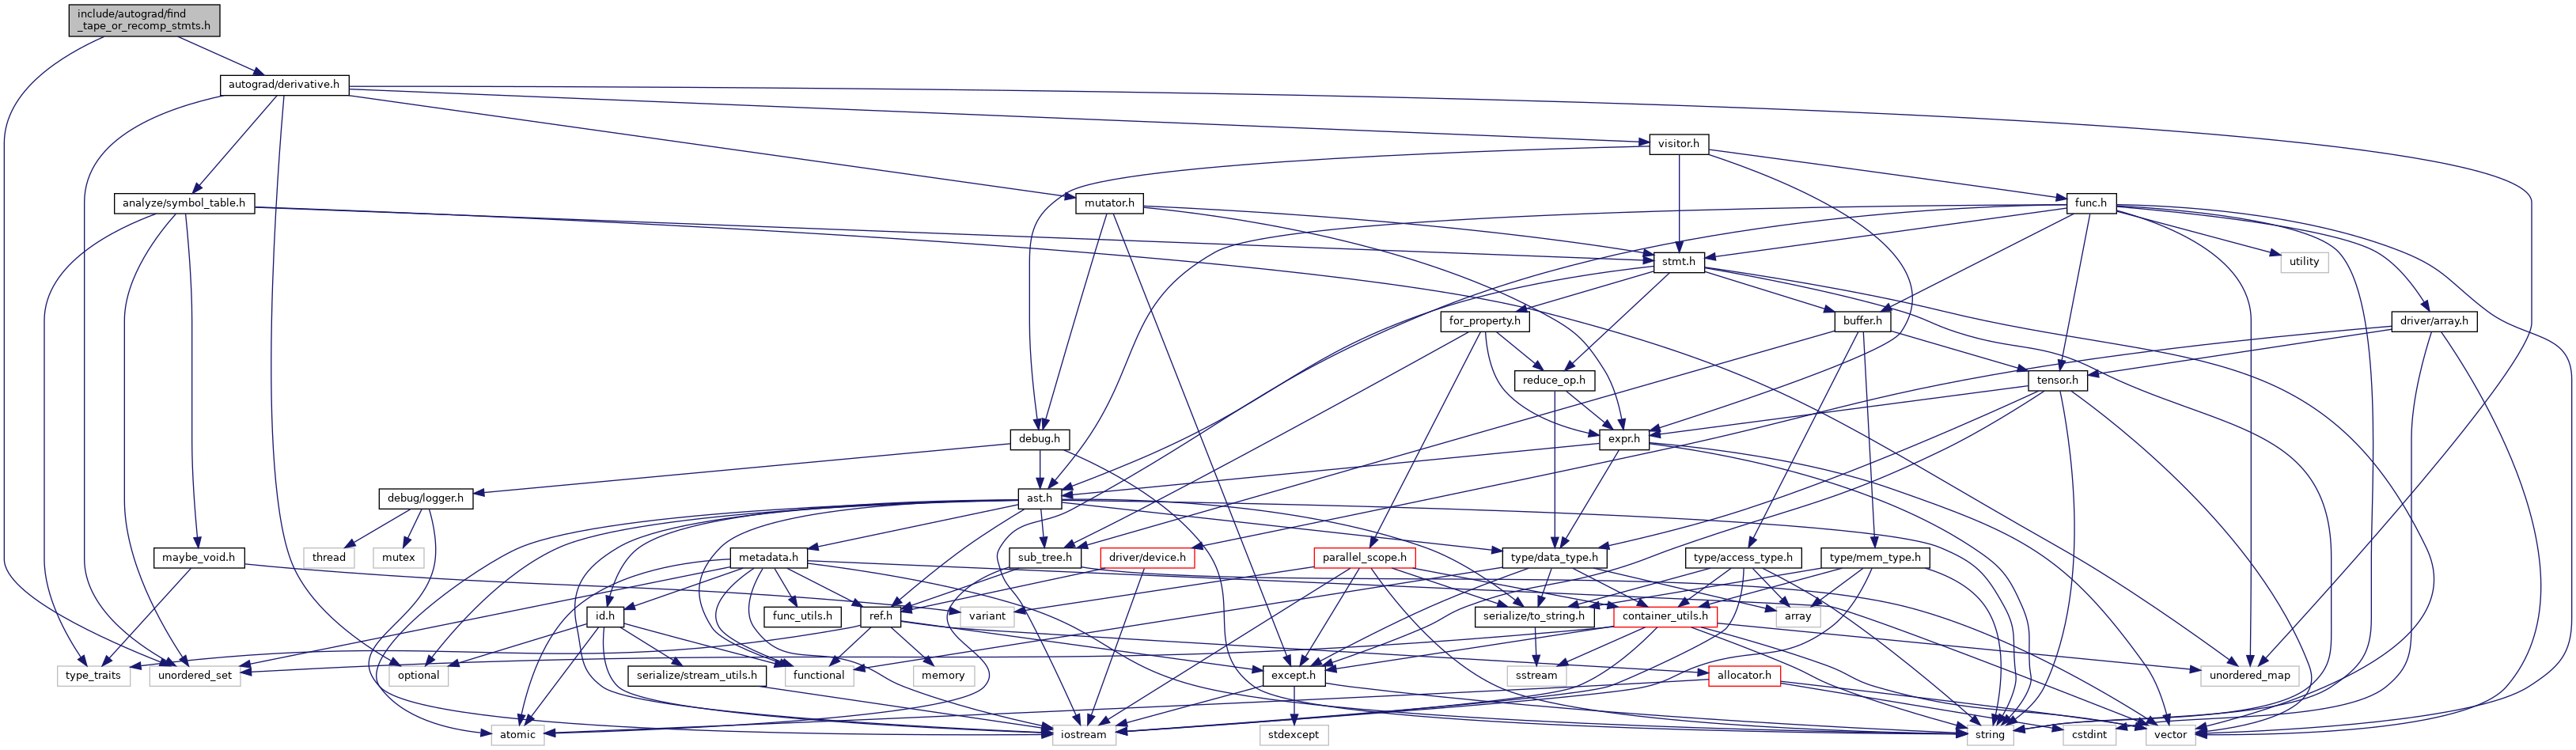 include/autograd/find
_tape_or_recomp_stmts.h
autograd/derivative.h
visitor.h
analyze/symbol_table.h
mutator.h
func.h
stmt.h
utility
for_property.h
buffer.h
driver/array.h
reduce_op.h
tensor.h
debug.h
expr.h
debug/logger.h
ast.h
thread
mutex
maybe_void.h
metadata.h
sub_tree.h
driver/device.h
parallel_scope.h
type/data_type.h
type/access_type.h
type/mem_type.h
id.h
func_utils.h
ref.h
variant
serialize/to_string.h
container_utils.h
array
type_traits
unordered_set
optional
serialize/stream_utils.h
functional
memory
except.h
sstream
allocator.h
unordered_map
atomic
iostream
stdexcept
string
cstdint
vector